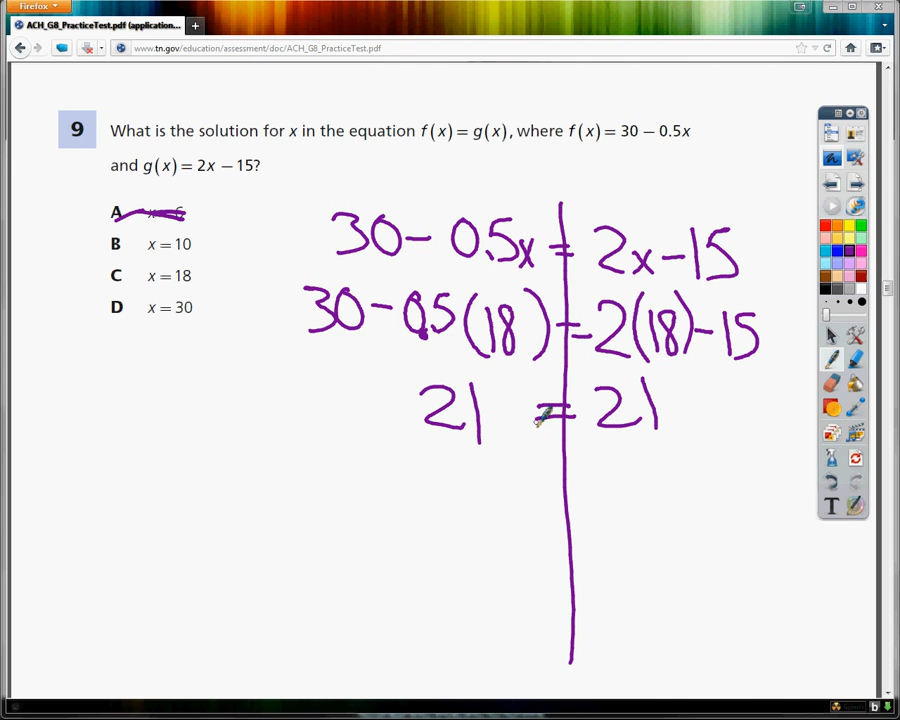 Firefox
ACH_G8_PracticeTest.pdf (application...
www.tn.gov/education/assessment/doc/ACH_G8_PracticeTest.pdf
9 What is the solution for x in the equation f(x) = g(x), where f(x) = 30 − 0.5x
and g(x) = 2x − 15?
A
B x = 10
C x = 18
D x = 30
30 − 0.5x = 2x − 15
30 − 0.5(18) = 2(18) − 15
21 = 21
T